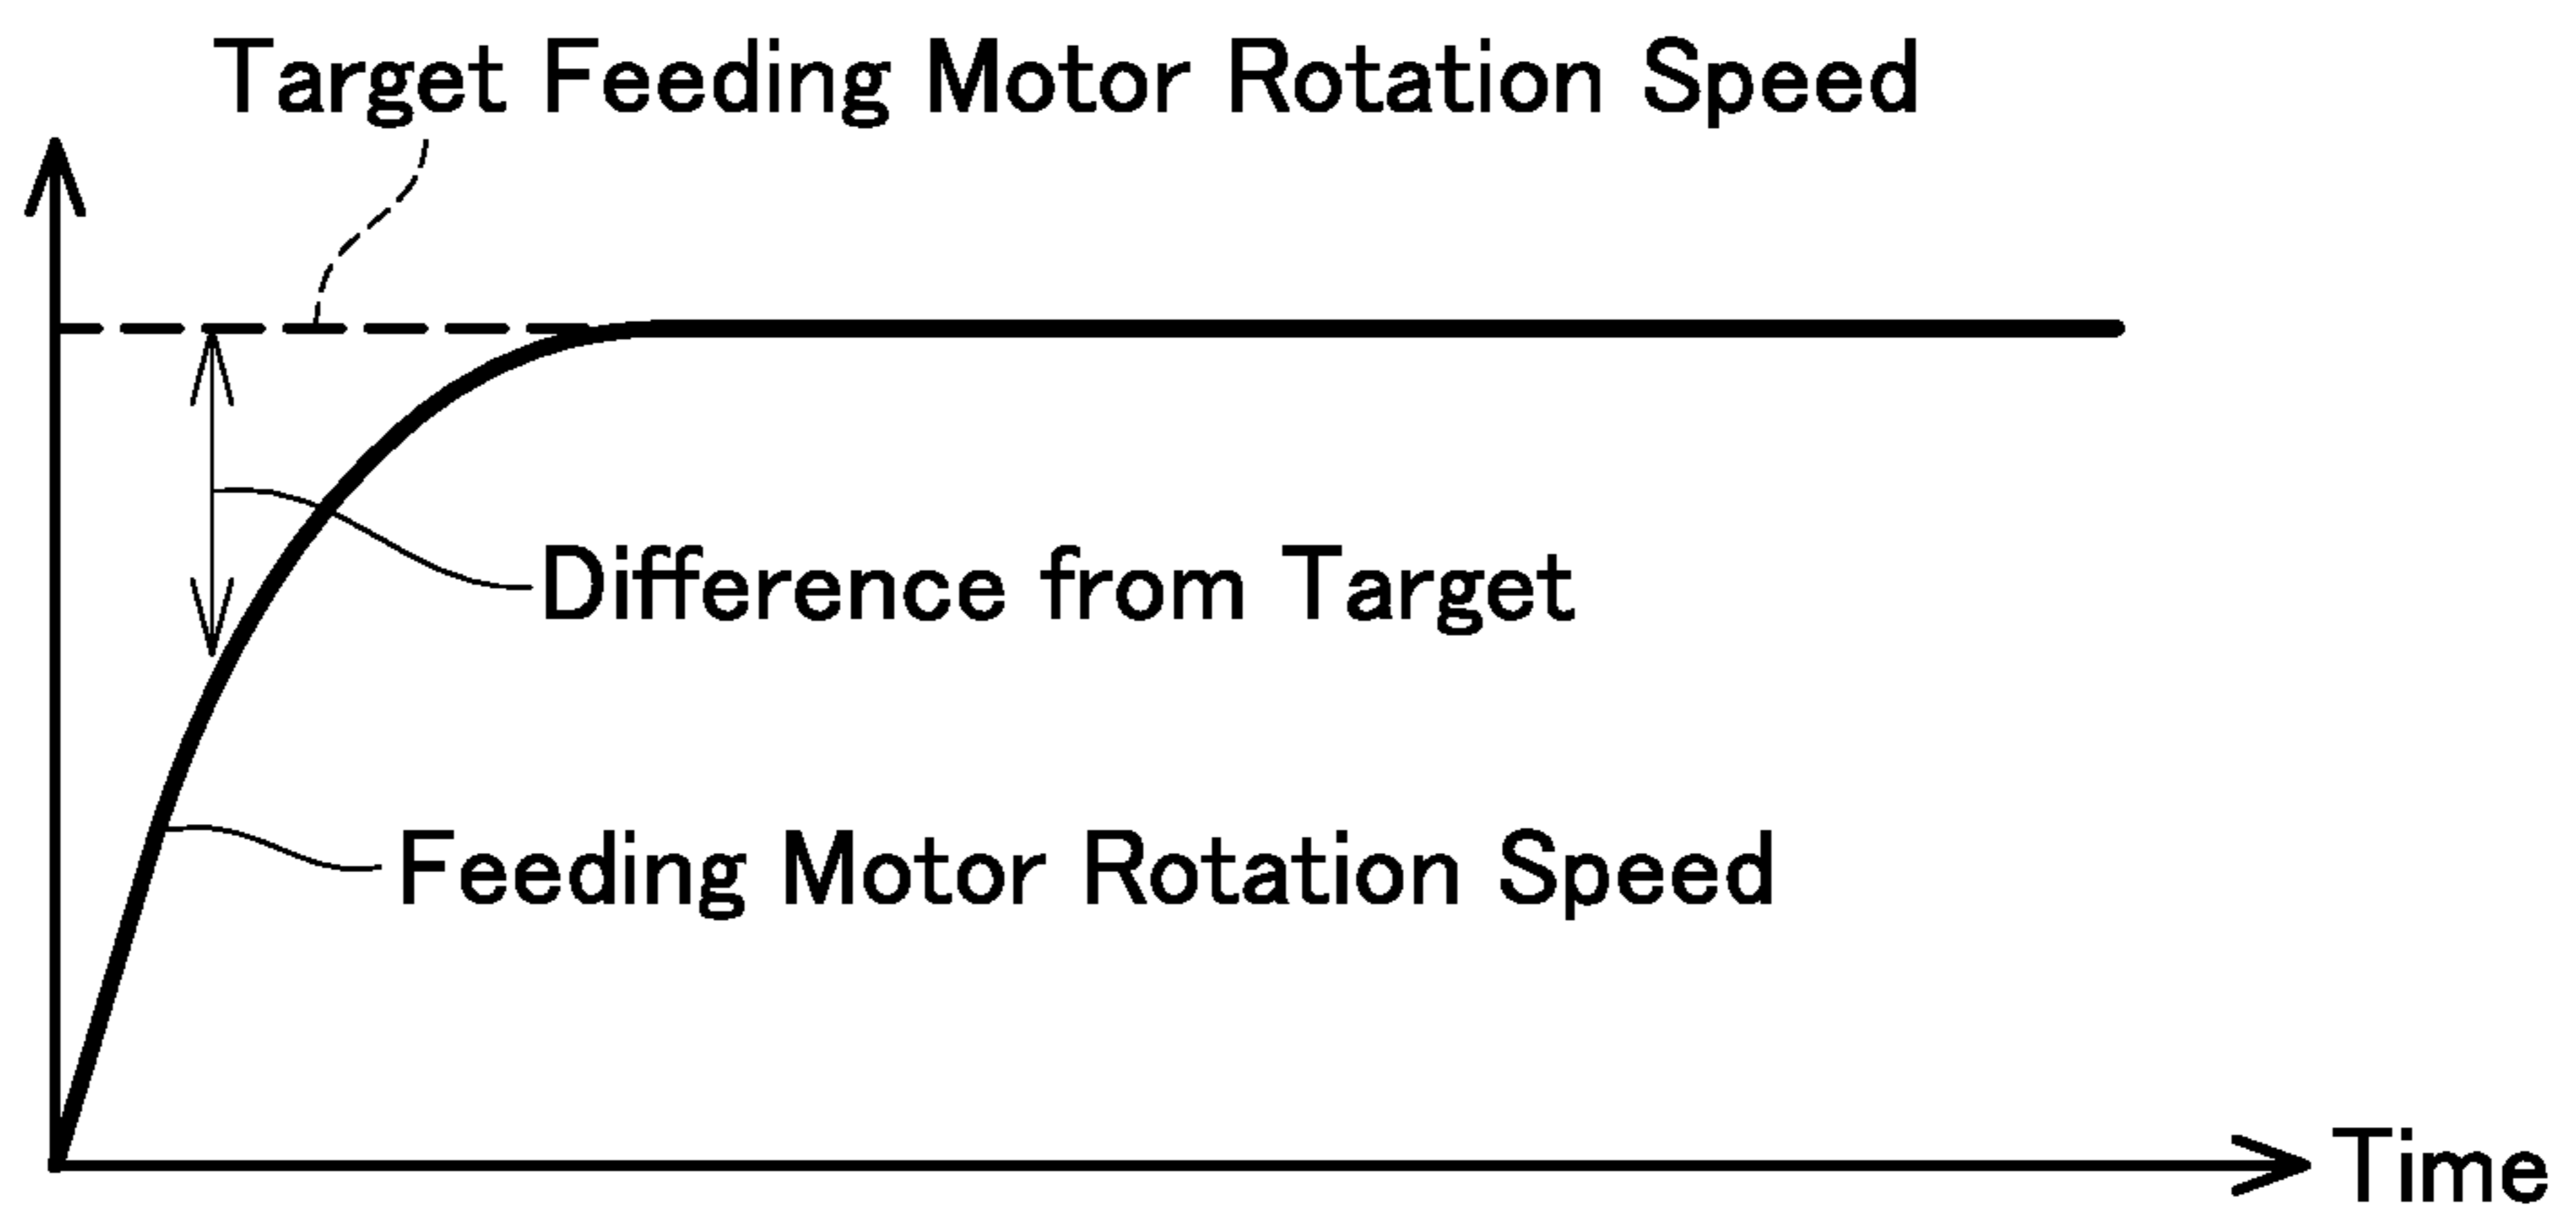 Target Feeding Motor Rotation Speed
Difference from Target
Feeding Motor Rotation Speed
Time